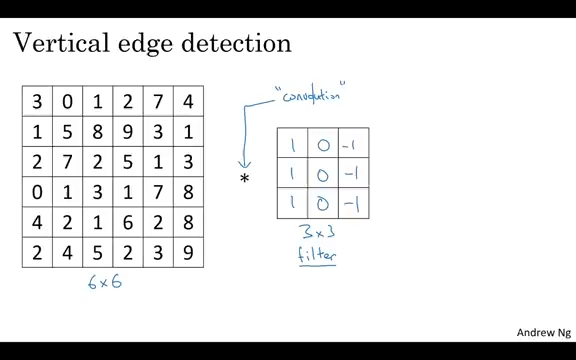 Vertical edge detection
3 0 1 2 7 4
1 5 8 9 3 1
2 7 2 5 1 3
0 1 3 1 7 8
4 2 1 6 2 8
2 4 5 2 3 9
6×6
"convolution"
*
1 0 -1
1 0 -1
1 0 -1
3×3
filter
Andrew Ng